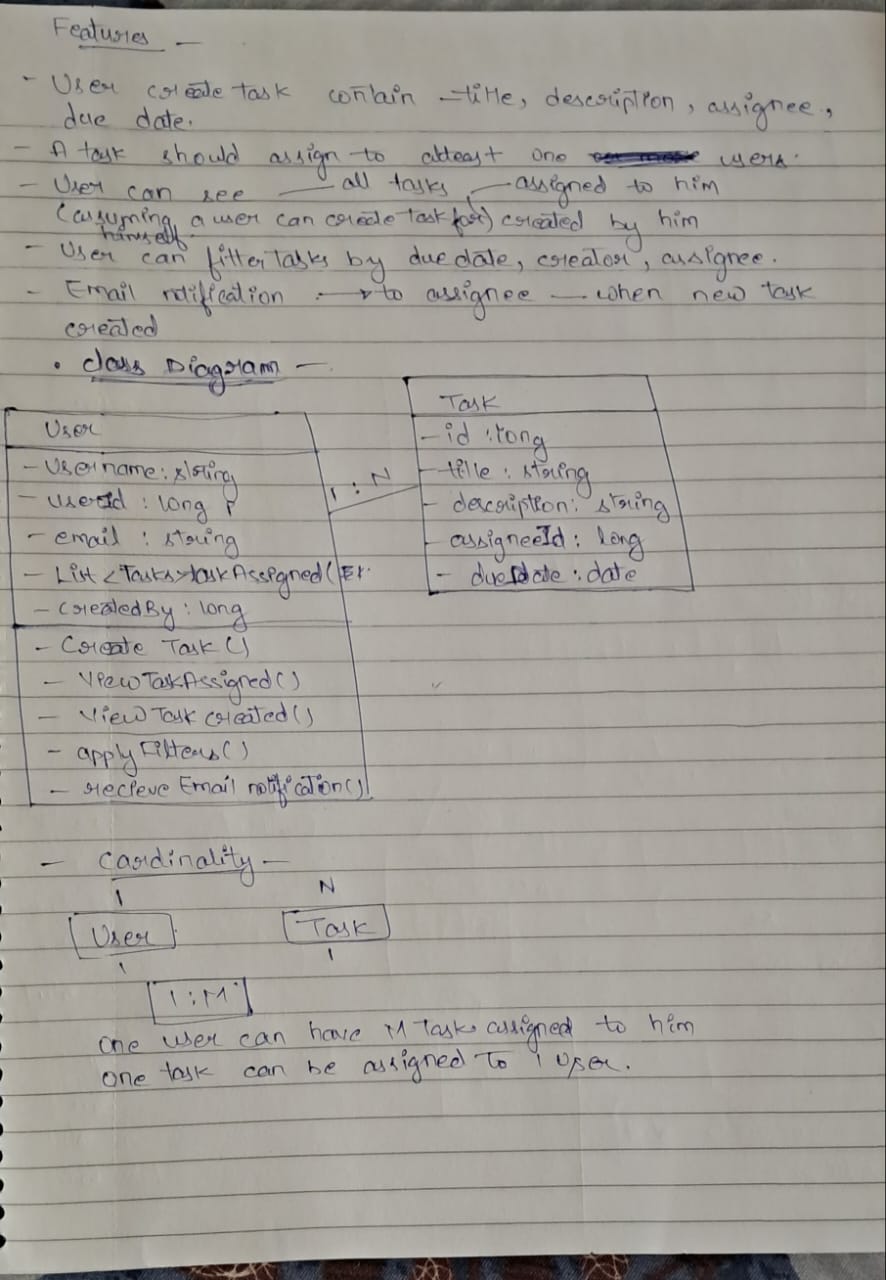 Features -
- User create task contain - title, description, assignee,
due date.
- A task should assign to atleast one users.
- User can see all tasks assigned to him
(assuming a user can create task for) created by him
himself
- User can filter tasks by due date, creator, assignee.
- Email notification → to assignee - when new task
created
• Class Diagram -
User
- Username : string
- userId : long
- email : string
- List <Tasks> taskAssigned (
- createdBy : long
- Create Task ()
- View Task Assigned ()
- View Task created ()
- apply Filters ()
- recieve Email notification ()
1 : N
Task
- id : long
- title : string
- description : string
- assigneeId : long
- duedate : date
- Cardinality -
1 N
User Task
1 : M
One user can have M Task assigned to him
One task can be assigned to 1 User.